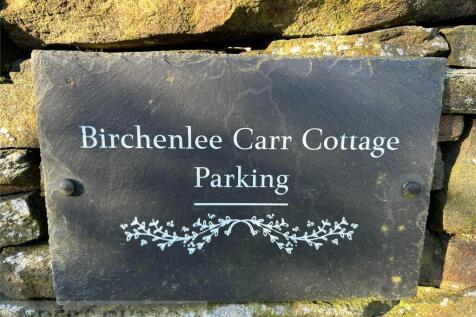 Birchenlee Carr Cottage
Parking